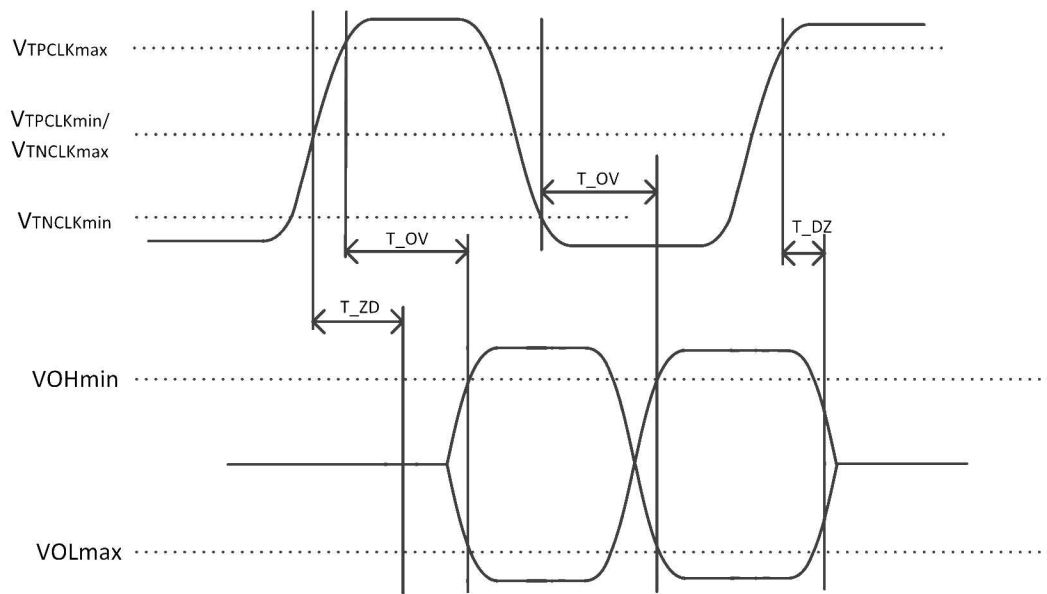 VTPCLKmax
VTPCLKmin/
VTNCLKmax
T_OV
VTNCLKmin
T_DZ
T_OV
T_ZD
VOHmin
VOLmax